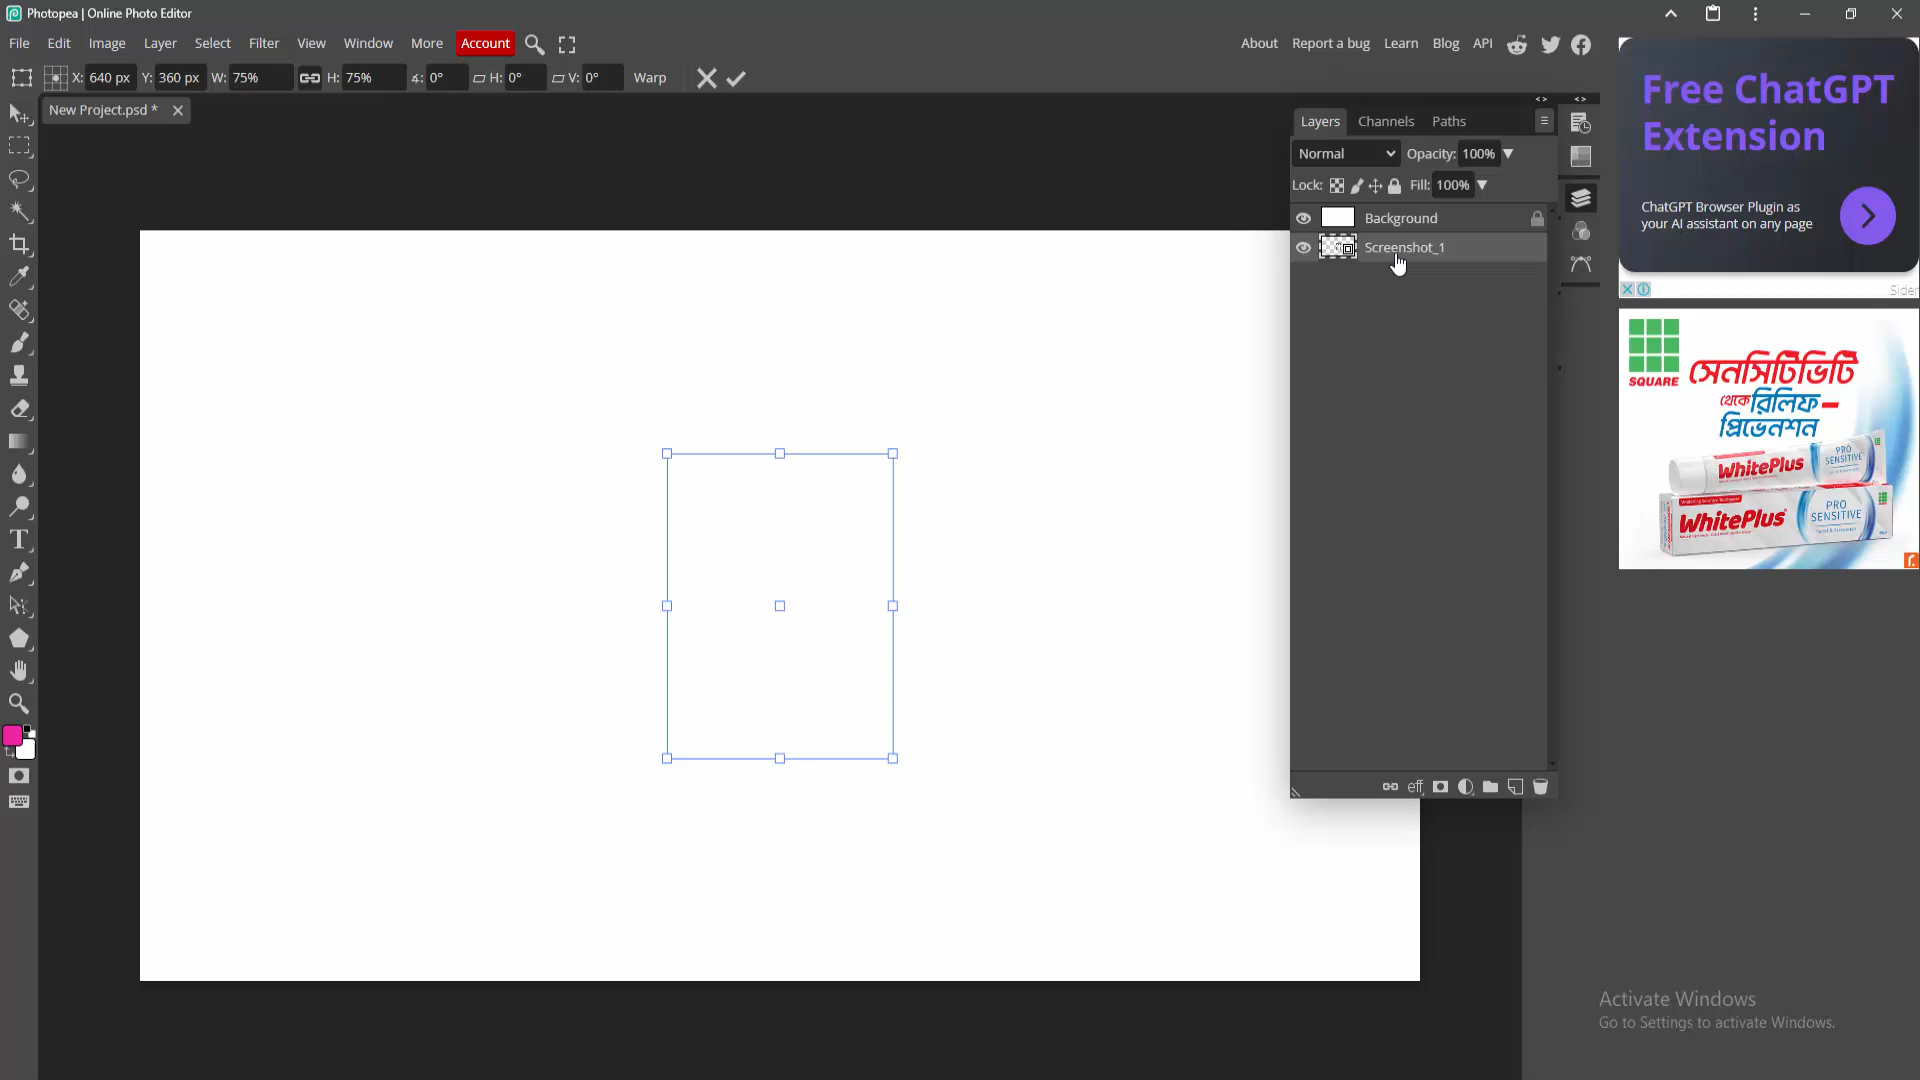 Photopea | Online Photo Editor
File Edit Image Layer Select Filter View Window More Account
About Report a bug Learn Blog API
X: 640 px Y: 360 px W: 75% H: 75% 0° H: 0° V: 0° Warp
New Project.psd *
Layers Channels Paths
Normal Opacity: 100%
Lock: Fill: 100%
Background
Screenshot_1
eff
Free ChatGPT
Extension
ChatGPT Browser Plugin as
your AI assistant on any page
Sider
SQUARE
সেনসিটিভিটি
থেকে রিলিফ-
প্রিভেনশন
WhitePlus
PRO
SENSITIVE
WhitePlus
PRO
SENSITIVE
Activate Windows
Go to Settings to activate Windows.